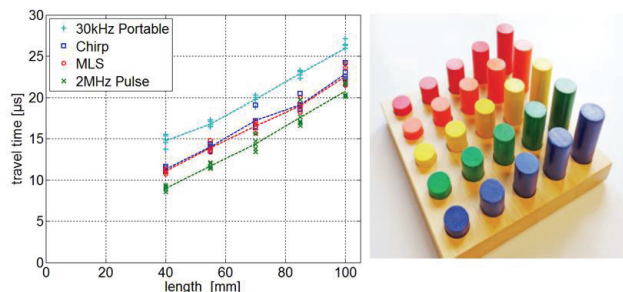 30
25
20
15
10
5
0
travel time [µs]
30kHz Portable
Chirp
MLS
2MHz Pulse
0 20 40 60 80 100
length [mm]